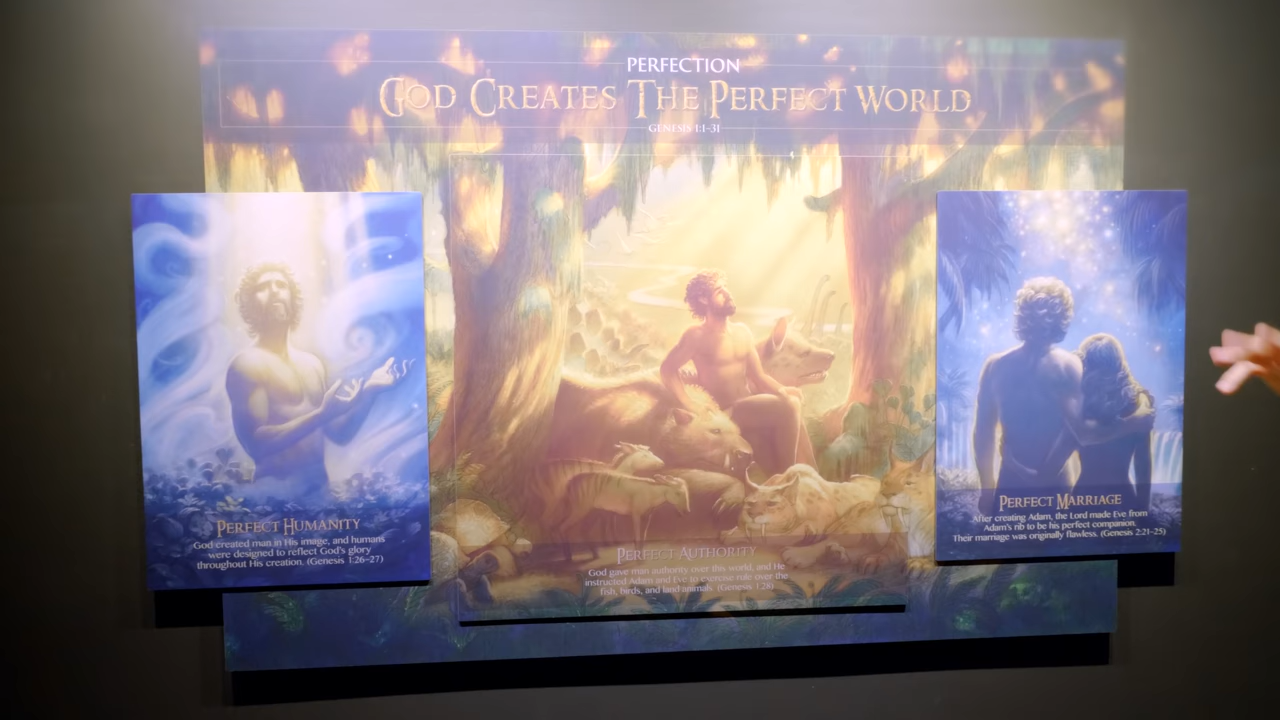 PERFECTION
GOD CREATES THE PERFECT WORLD
GENESIS 1:1-31
PERFECT HUMANITY
God created man in His image, and humans
were designed to reflect God's glory
throughout His creation. (Genesis 1:26-27)
PERFECT AUTHORITY
God gave man authority over this world, and He
instructed Adam and Eve to exercise rule over the
fish, birds, and land animals. (Genesis 1:28)
PERFECT MARRIAGE
After creating Adam, the Lord made Eve from
Adam's rib to be his perfect companion.
Their marriage was originally flawless. (Genesis 2:21-25)